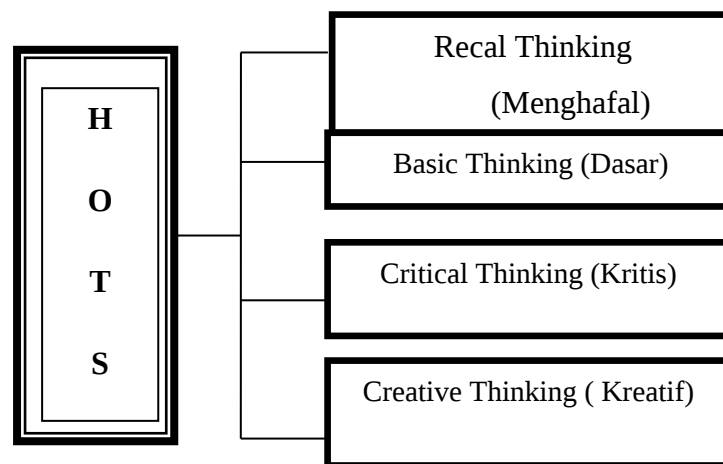 H
O
T
S
Recal Thinking
(Menghafal)
Basic Thinking (Dasar)
Critical Thinking (Kritis)
Creative Thinking ( Kreatif)